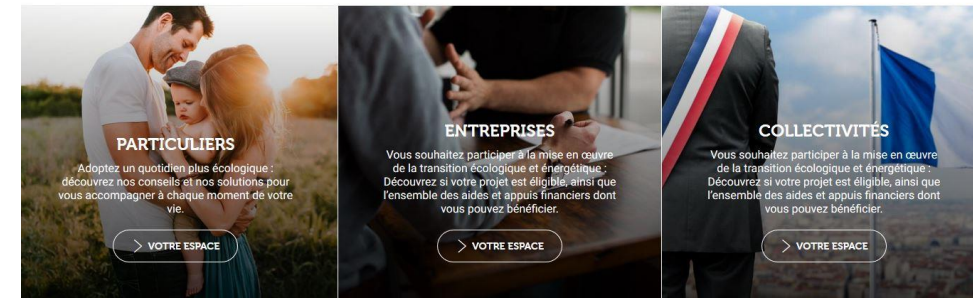 PARTICULIERS
Adoptez un quotidien plus écologique :
découvrez nos conseils et nos solutions pour
vous accompagner à chaque moment de votre
vie.
VOTRE ESPACE
ENTREPRISES
Vous souhaitez participer à la mise en œuvre
de la transition écologique et énergétique :
Découvrez si votre projet est éligible, ainsi que
l'ensemble des aides et appuis financiers dont
vous pouvez bénéficier.
VOTRE ESPACE
COLLECTIVITÉS
Vous souhaitez participer à la mise en œuvre
de la transition écologique et énergétique :
Découvrez si votre projet est éligible, ainsi que
l'ensemble des aides et appuis financiers dont
vous pouvez bénéficier.
VOTRE ESPACE